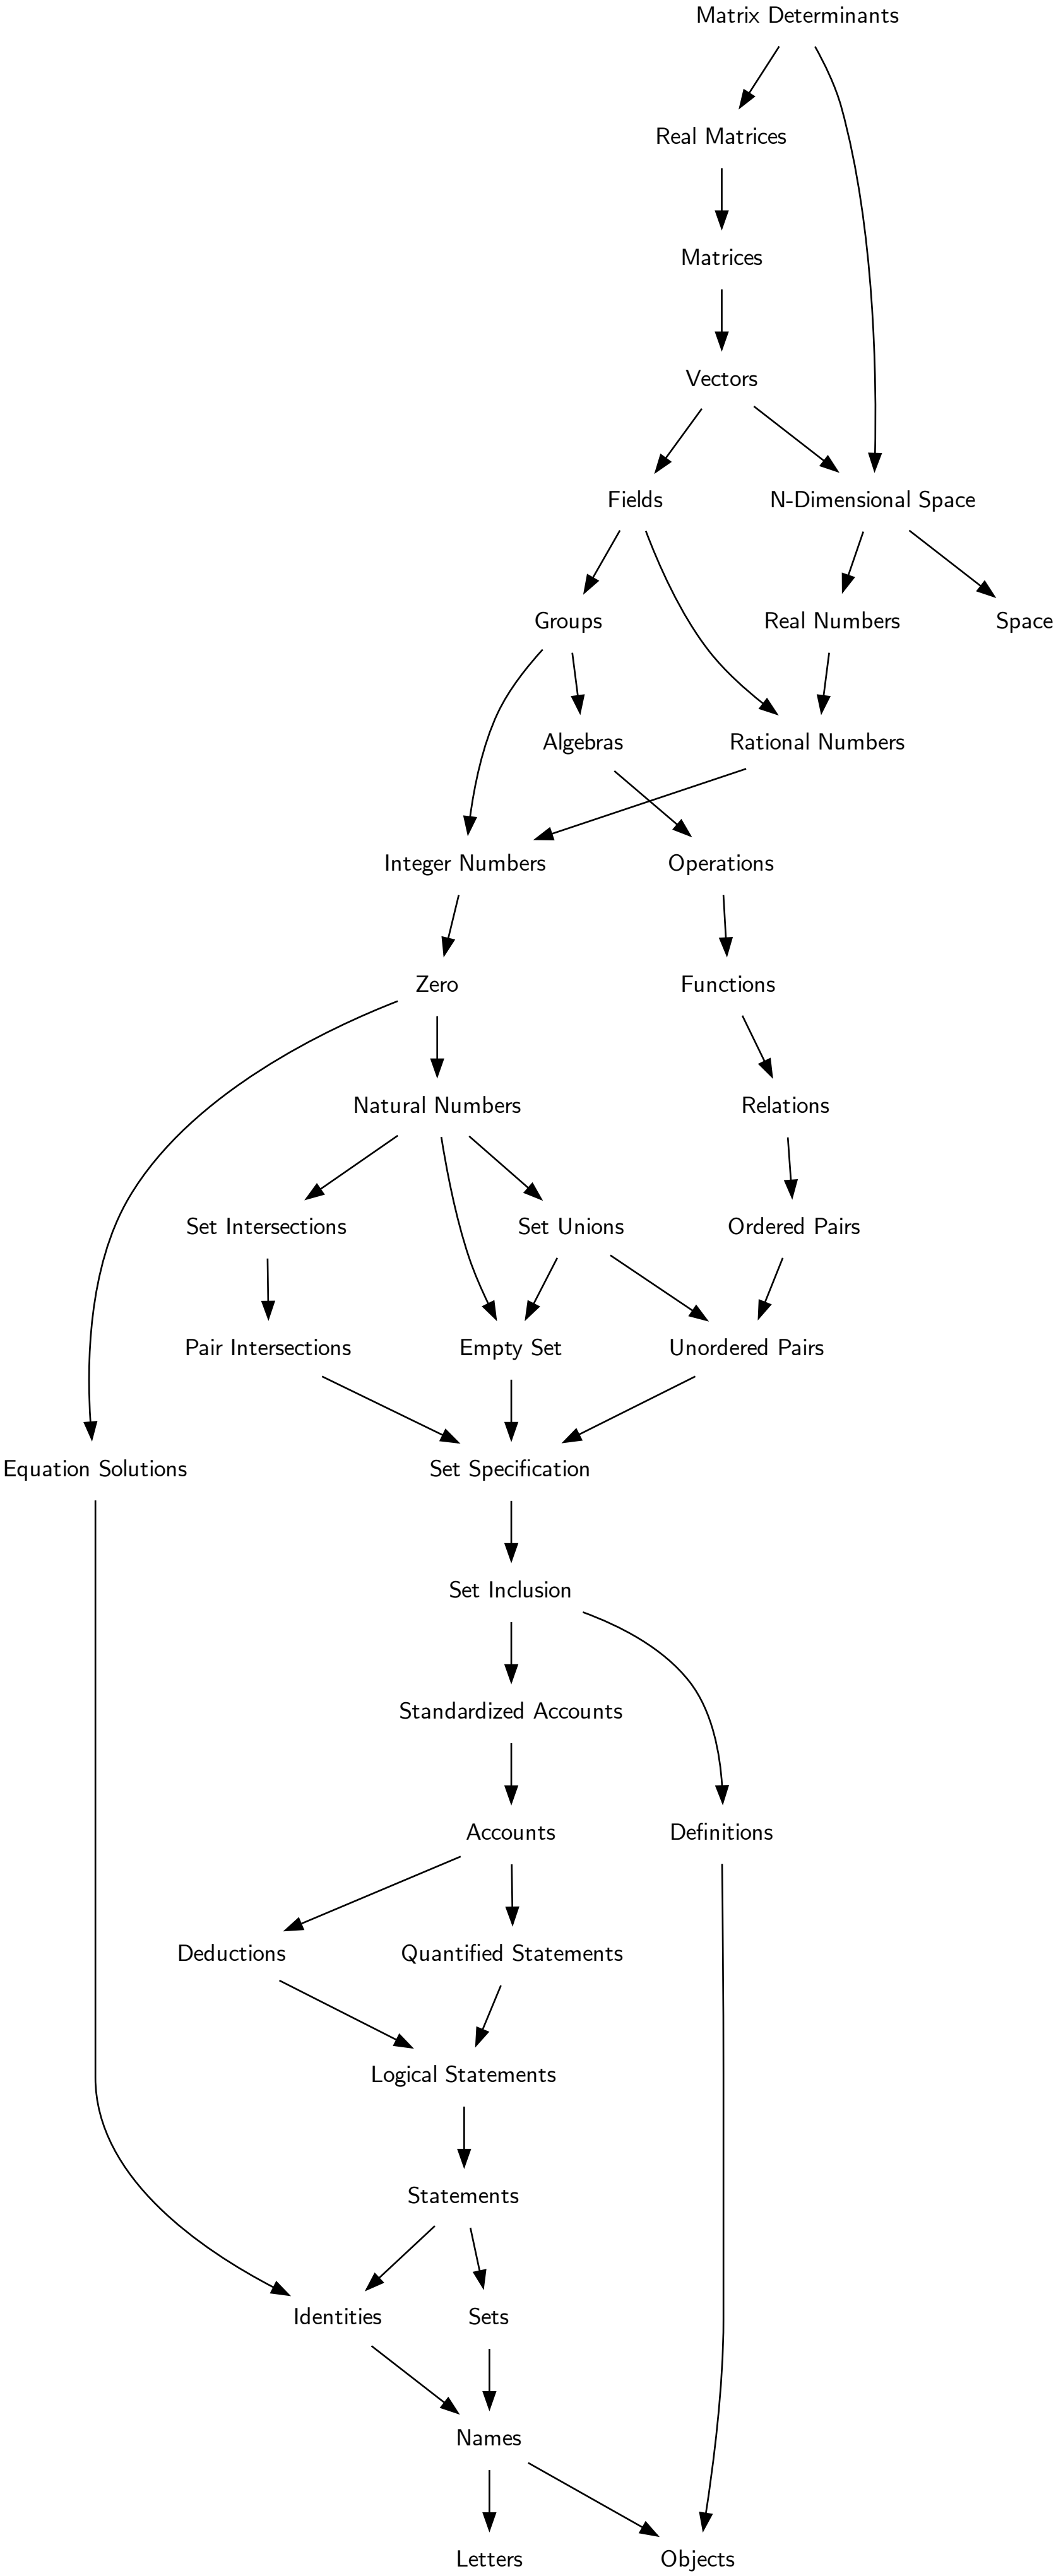 Matrix Determinants
Real Matrices
Matrices
Vectors
Fields
N-Dimensional Space
Groups
Real Numbers
Space
Algebras
Rational Numbers
Integer Numbers
Operations
Zero
Functions
Natural Numbers
Relations
Set Intersections
Set Unions
Ordered Pairs
Pair Intersections
Empty Set
Unordered Pairs
Equation Solutions
Set Specification
Set Inclusion
Standardized Accounts
Accounts
Definitions
Deductions
Quantified Statements
Logical Statements
Statements
Identities
Sets
Names
Letters
Objects